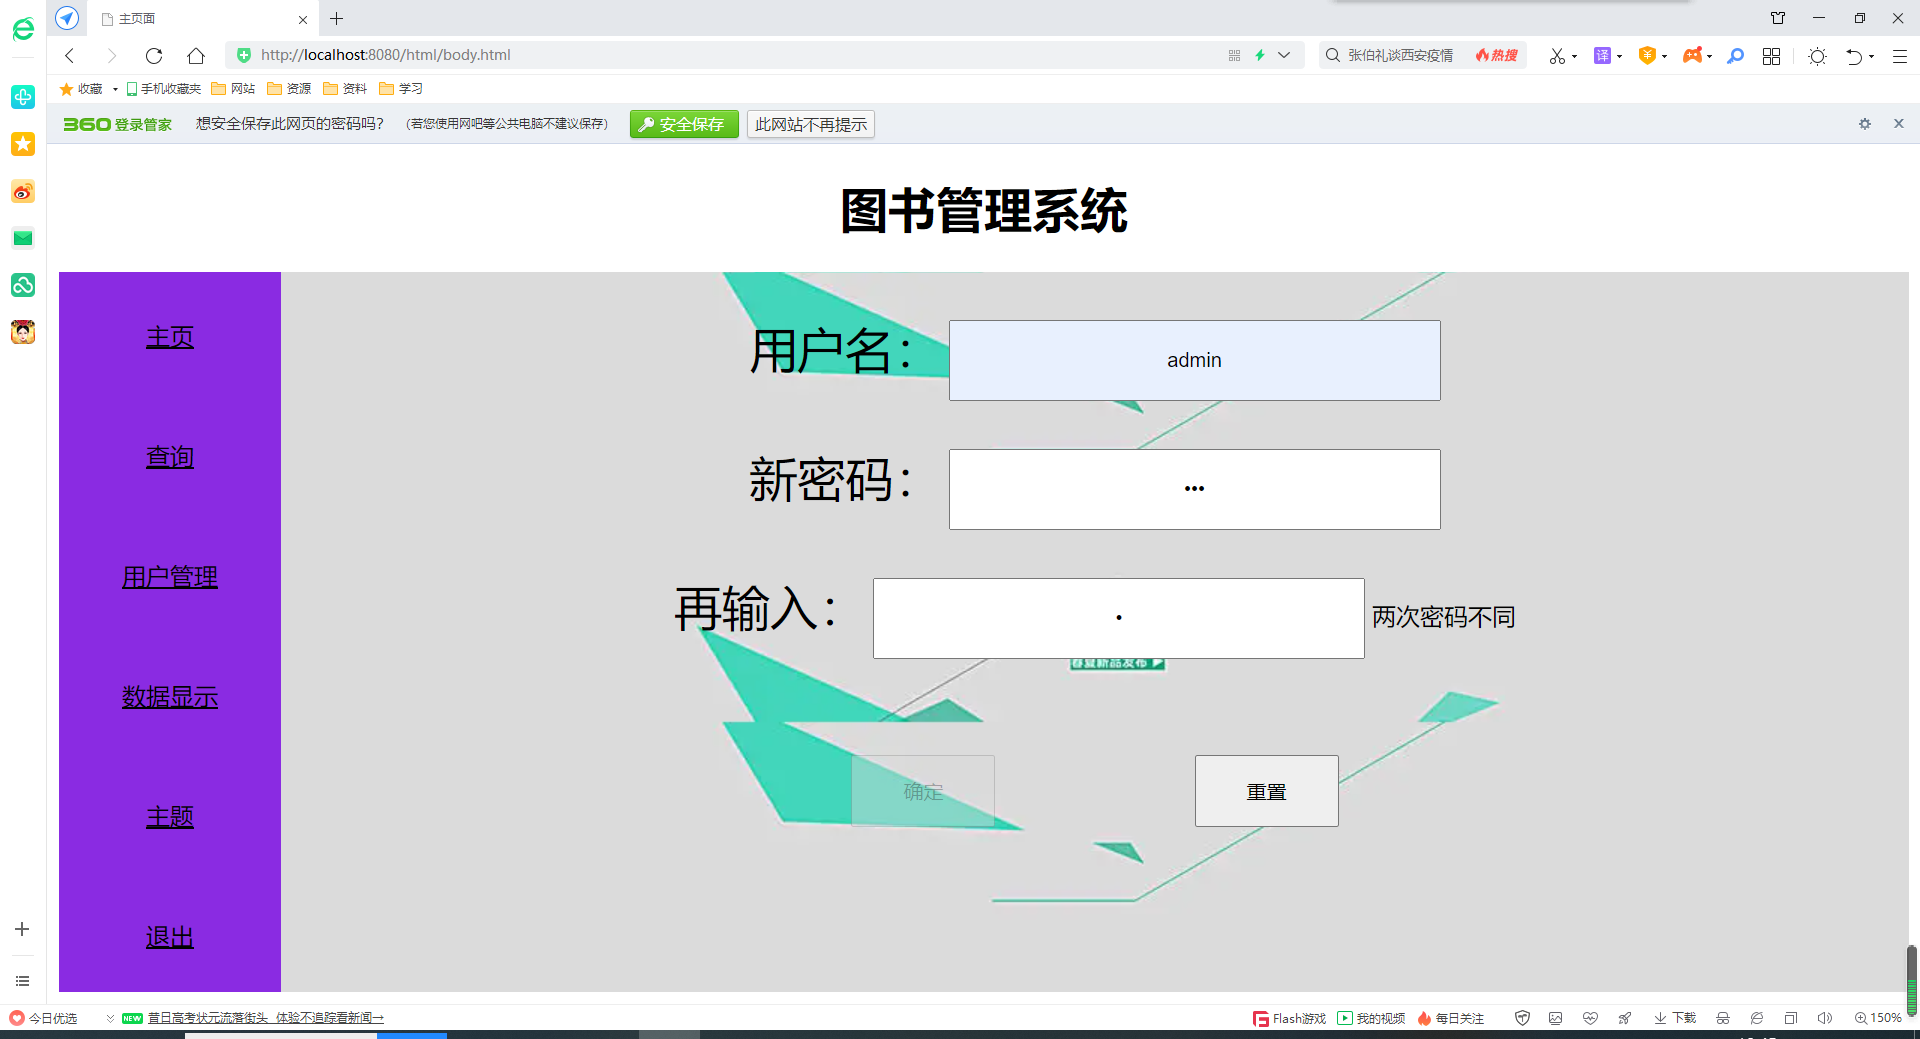 主页面
http://localhost:8080/html/body.html
张伯礼谈西安疫情 热搜
译
收藏 手机收藏夹 网站 资源 资料 学习
360登录管家 想安全保存此网页的密码吗? (若您使用网吧等公共电脑不建议保存) 安全保存 此网站不再提示
图书管理系统
主页
查询
用户管理
数据显示
主题
退出
用户名: admin
新密码: •••
再输入: • 两次密码不同
春夏新品发布
确定 重置
今日优选 NEW 昔日高考状元流落街头 体验不追踪看新闻→ Flash游戏 我的视频 每日关注 下载 150%